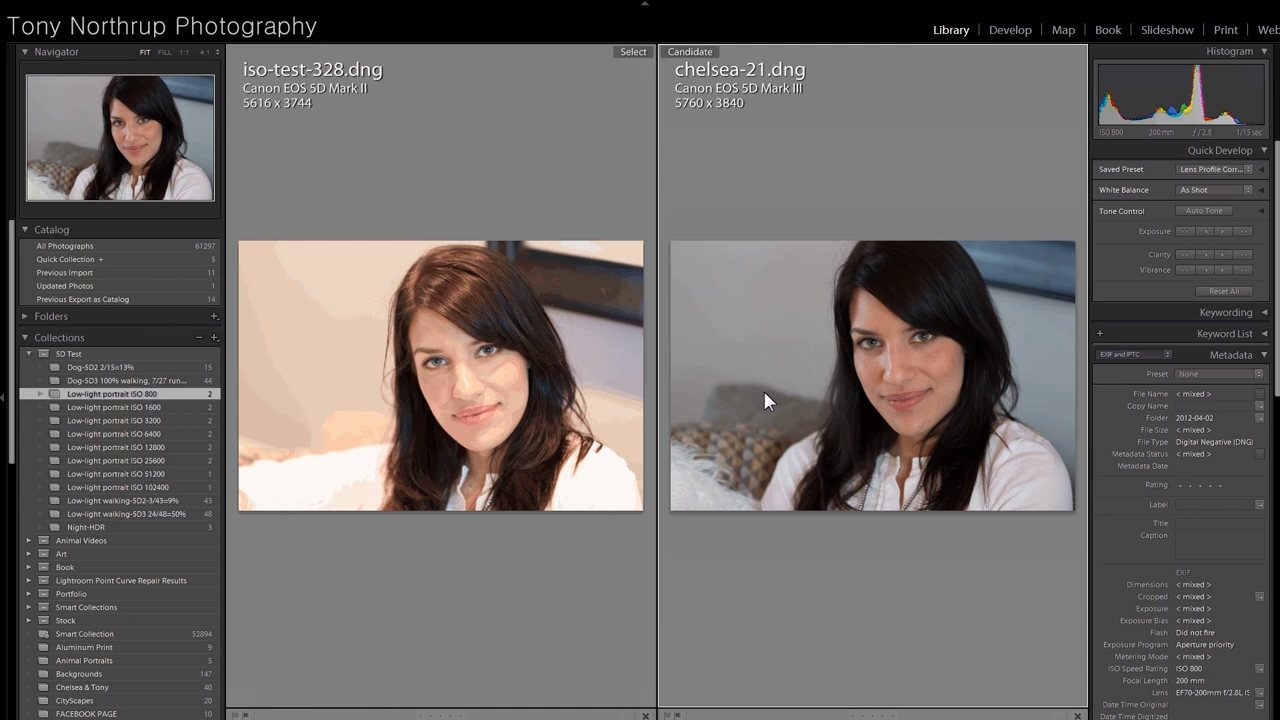 Tony Northrup Photography
Library | Develop | Map | Book | Slideshow | Print | Web
Navigator FIT FILL 1:1 4:1
Catalog
All Photographs 61297
Quick Collection + 5
Previous Import 11
Updated Photos 1
Previous Export as Catalog 14
Folders
Collections
5D Test
Dog-5D2 2/15=13% 15
Dog-5D3 100% walking, 7/27 run... 44
Low-light portrait ISO 800 2
Low-light portrait ISO 1600 2
Low-light portrait ISO 3200 2
Low-light portrait ISO 6400 2
Low-light portrait ISO 12800 2
Low-light portrait ISO 25600 2
Low-light portrait ISO 51200 1
Low-light portrait ISO 102400 1
Low-light walking-5D2-3/43=9% 43
Low-light walking-5D3 24/48=50% 48
Night-HDR 3
Animal Videos
Art
Book
Lightroom Point Curve Repair Results
Portfolio
Smart Collections
Stock
Smart Collection 52894
Aluminum Print 9
Animal Portraits 5
Backgrounds 147
Chelsea & Tony 40
CityScapes 20
FACEBOOK PAGE 10
Select
iso-test-328.dng
Canon EOS 5D Mark II
5616 x 3744
Candidate
chelsea-21.dng
Canon EOS 5D Mark III
5760 x 3840
Histogram
ISO 800 200 mm ƒ / 2.8 1/15 sec
Quick Develop
Saved Preset Lens Profile Corr...
White Balance As Shot
Tone Control Auto Tone
Exposure
Clarity
Vibrance
Reset All
Keywording
+ Keyword List
EXIF and IPTC Metadata
Preset None
File Name < mixed >
Copy Name
Folder 2012-04-02
File Size < mixed >
File Type Digital Negative (DNG)
Metadata Status < mixed >
Metadata Date
Rating
Label
Title
Caption
EXIF
Dimensions < mixed >
Cropped < mixed >
Exposure < mixed >
Exposure Bias < mixed >
Flash Did not fire
Exposure Program Aperture priority
Metering Mode < mixed >
ISO Speed Rating ISO 800
Focal Length 200 mm
Lens EF70-200mm f/2.8L IS
Date Time Original
Date Time Digitized